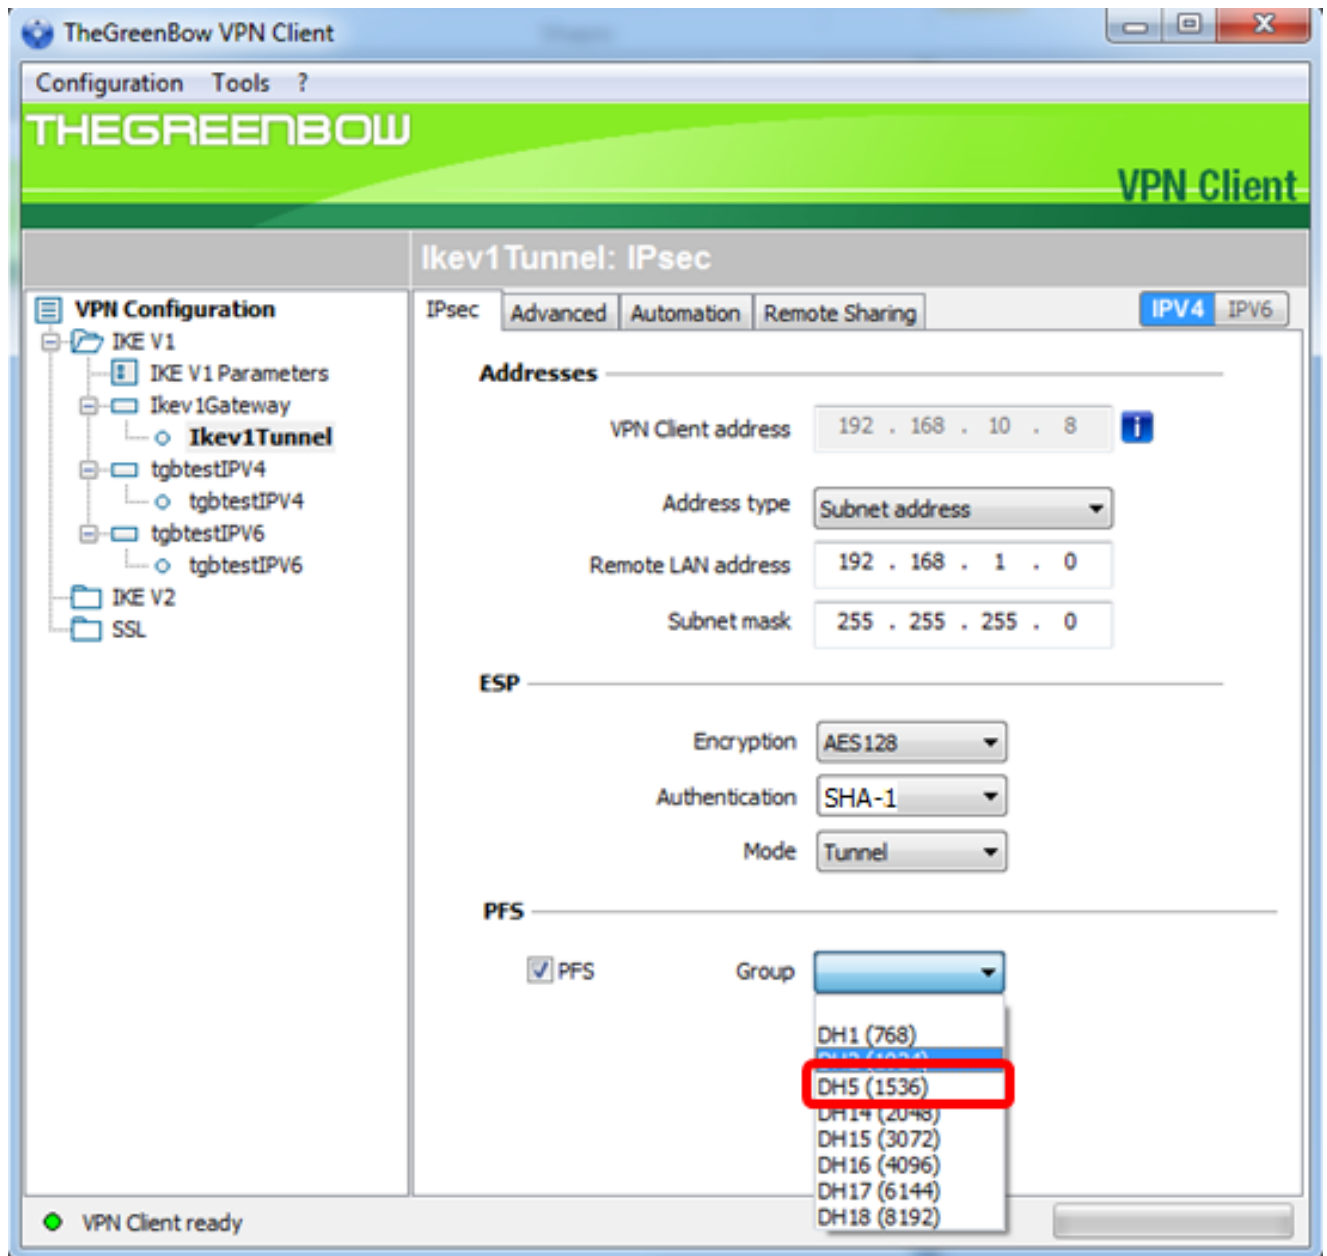 TheGreenBow VPN Client
Configuration Tools ?
THEGREENBOW
VPN Client
Ikev1Tunnel: IPsec
VPN Configuration
IKE V1
IKE V1 Parameters
Ikev1Gateway
Ikev1Tunnel
tgbtestIPV4
tgbtestIPV4
tgbtestIPV6
tgbtestIPV6
IKE V2
SSL
IPsec Advanced Automation Remote Sharing IPV4 IPV6
Addresses
VPN Client address 192 . 168 . 10 . 8
Address type Subnet address
Remote LAN address 192 . 168 . 1 . 0
Subnet mask 255 . 255 . 255 . 0
ESP
Encryption AES128
Authentication SHA-1
Mode Tunnel
PFS
PFS Group
DH1 (768)
DH2 (1024)
DH5 (1536)
DH14 (2048)
DH15 (3072)
DH16 (4096)
DH17 (6144)
DH18 (8192)
VPN Client ready